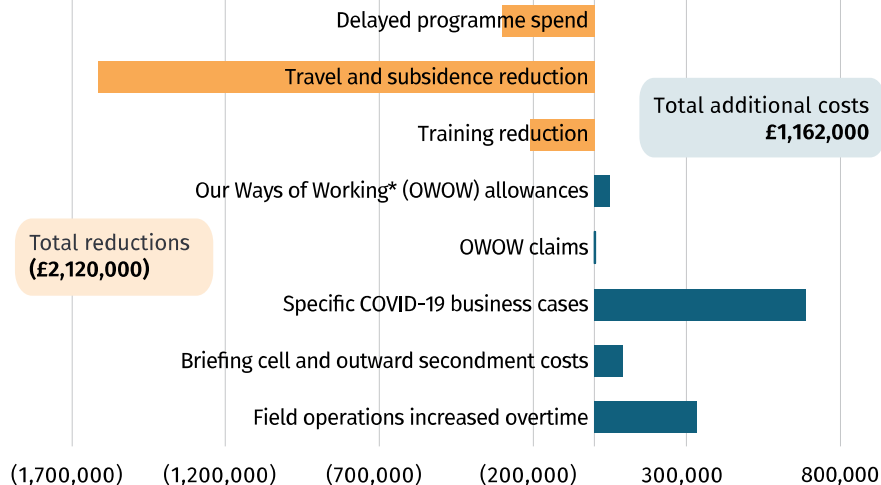 Delayed programme spend
Travel and subsidence reduction
Total additional costs
£1,162,000
Training reduction
Our Ways of Working* (OWOW) allowances
Total reductions
(£2,120,000)
OWOW claims
Specific COVID-19 business cases
Briefing cell and outward secondment costs
Field operations increased overtime
(1,700,000) (1,200,000) (700,000) (200,000) 300,000 800,000